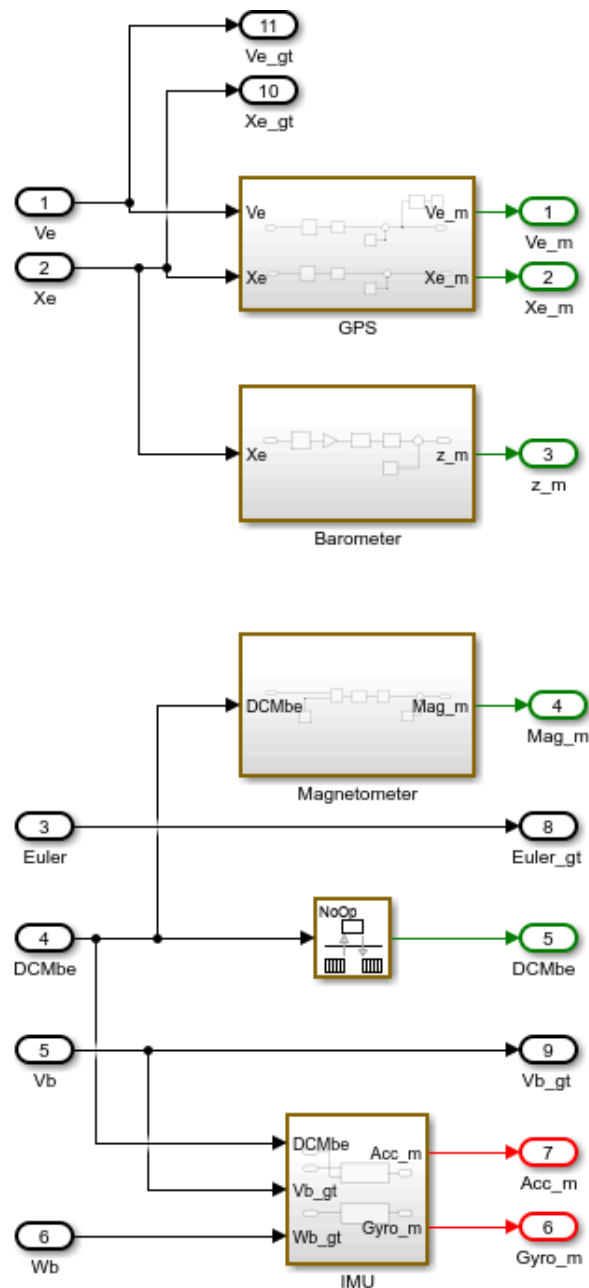 11
Ve_gt
10
Xe_gt
1
Ve
Ve
Ve_m
1
Ve_m
2
Xe
Xe
Xe_m
2
Xe_m
GPS
Xe
z_m
3
z_m
Barometer
DCMbe
Mag_m
4
Mag_m
Magnetometer
3
Euler
8
Euler_gt
NoOp
4
DCMbe
5
DCMbe
5
Vb
9
Vb_gt
DCMbe
Acc_m
7
Acc_m
Vb_gt
6
Wb
Wb_gt
Gyro_m
6
Gyro_m
IMU